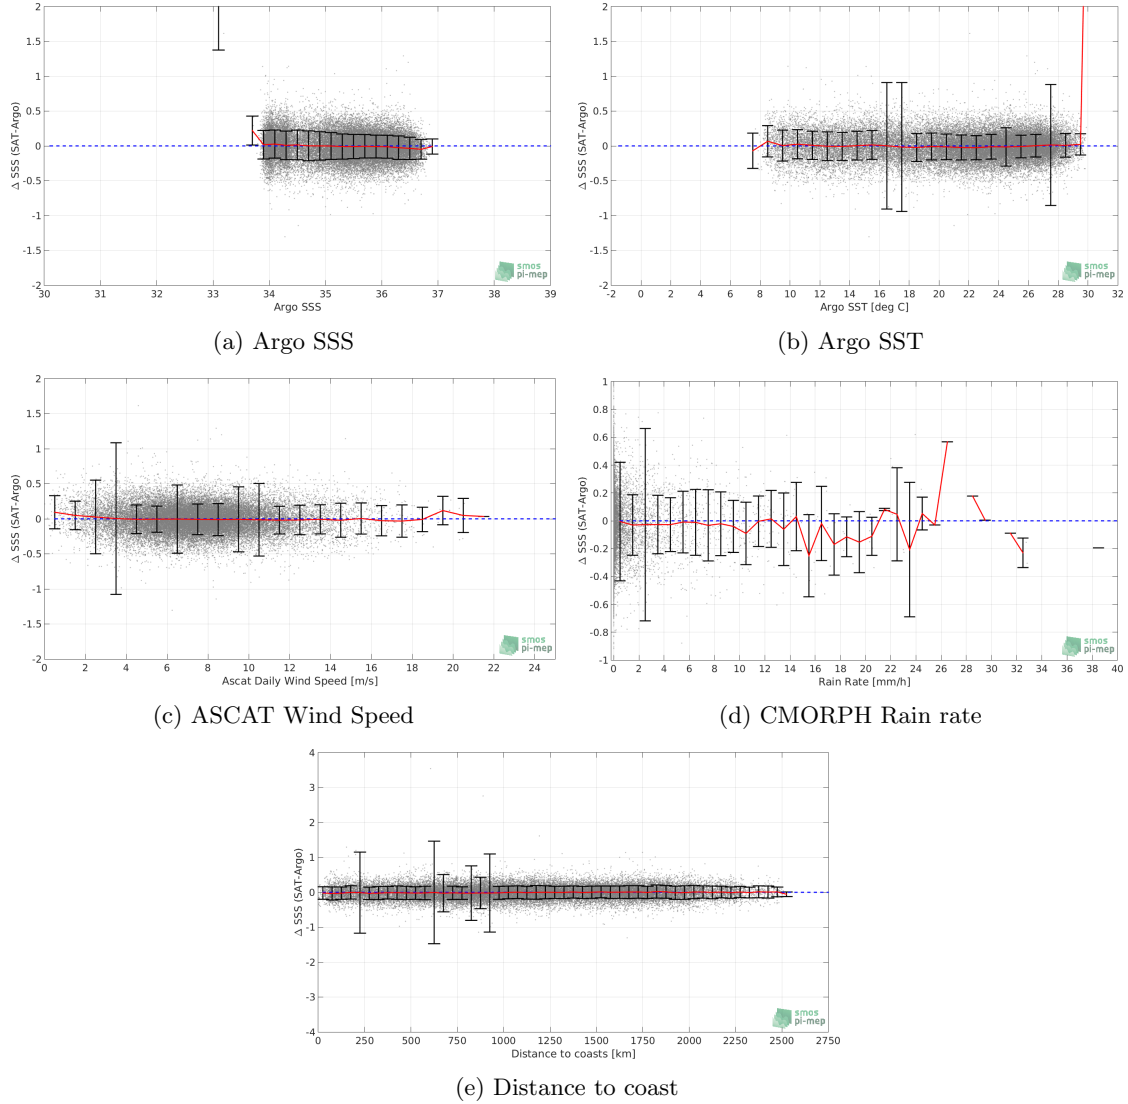 2
1.5
1
0.5
0
-0.5
-1
-1.5
-2
Δ SSS (SAT-Argo)
30 31 32 33 34 35 36 37 38 39
Argo SSS
smos
pi-mep
(a) Argo SSS
2
1.5
1
0.5
0
-0.5
-1
-1.5
-2
Δ SSS (SAT-Argo)
-2 0 2 4 6 8 10 12 14 16 18 20 22 24 26 28 30 32
Argo SST [deg C]
smos
pi-mep
(b) Argo SST
2
1.5
1
0.5
0
-0.5
-1
-1.5
-2
Δ SSS (SAT-Argo)
0 2 4 6 8 10 12 14 16 18 20 22 24
Ascat Daily Wind Speed [m/s]
smos
pi-mep
(c) ASCAT Wind Speed
1
0.8
0.6
0.4
0.2
0
-0.2
-0.4
-0.6
-0.8
-1
Δ SSS (SAT-Argo)
0 2 4 6 8 10 12 14 16 18 20 22 24 26 28 30 32 34 36 38 40
Rain Rate [mm/h]
smos
pi-mep
(d) CMORPH Rain rate
4
3
2
1
0
-1
-2
-3
-4
Δ SSS (SAT-Argo)
0 250 500 750 1000 1250 1500 1750 2000 2250 2500 2750
Distance to coasts [km]
smos
pi-mep
(e) Distance to coast